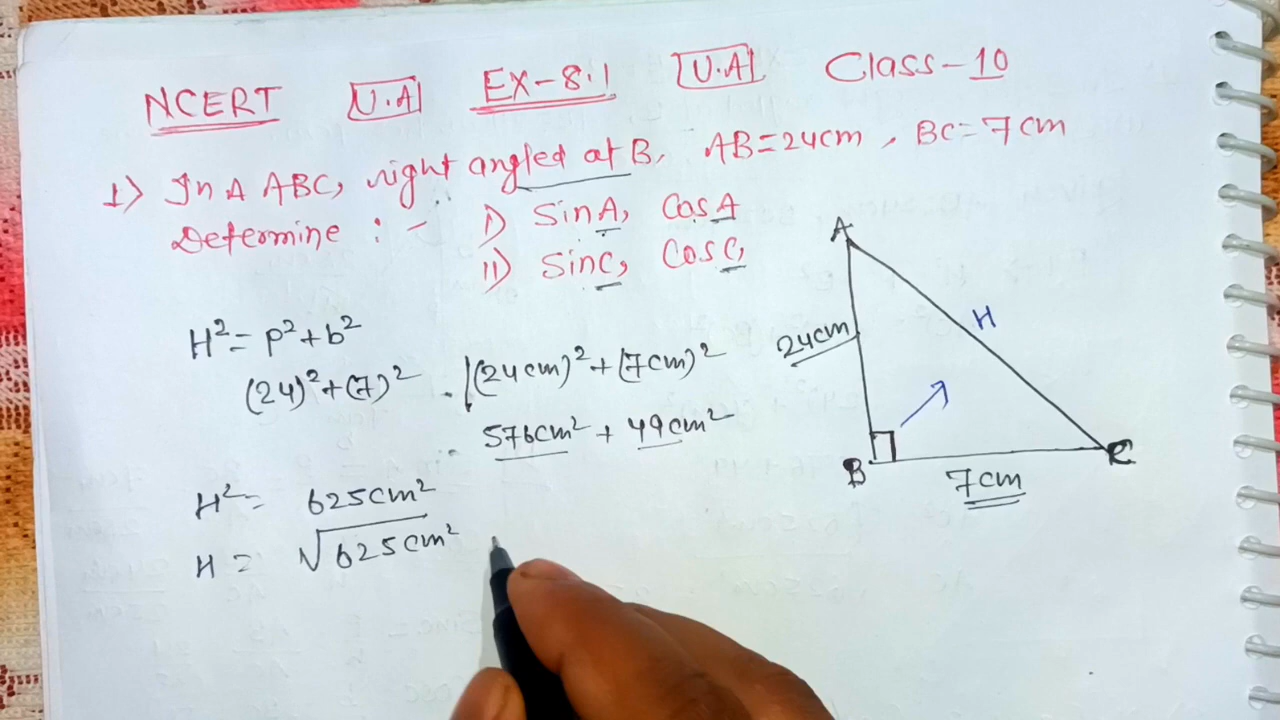 NCERT U.A Ex-8.1 U.A Class-10
1) In Δ ABC, right angled at B, AB=24cm, BC=7cm
Determine :- I) SinA, CosA
II) SinC, CosC,
H²= p²+b²
(24)²+(7)² (24cm)²+(7cm)²
576cm² + 49cm²
H²= 625cm²
H = √625cm²
A
H
24cm
B
C
7cm